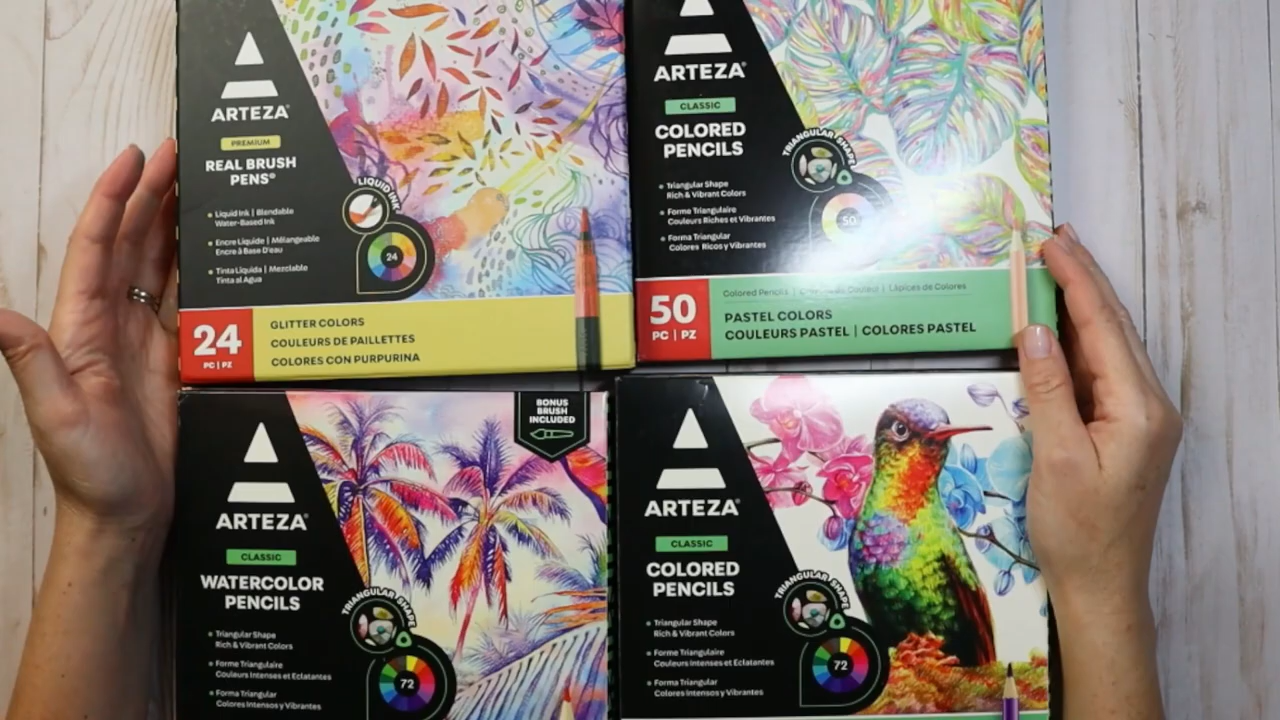 ARTEZA®
PREMIUM
REAL BRUSH
PENS®
• Liquid Ink | Blendable
Water-Based Ink
• Encre Liquide | Mélangeable
Encre à Base D'eau
• Tinta Líquida | Mezclable
Tinta al Agua
LIQUID INK
24
24
PC | PZ
GLITTER COLORS
COULEURS DE PAILLETTES
COLORES CON PURPURINA
ARTEZA®
CLASSIC
COLORED
PENCILS
• Triangular Shape
Rich & Vibrant Colors
• Forme Triangulaire
Couleurs Riches et Vibrantes
• Forma Triangular
Colores Ricos y Vibrantes
TRIANGULAR SHAPE
50
50
PC | PZ
Colored Pencils | Couleur | Lápices de Colores
PASTEL COLORS
COULEURS PASTEL | COLORES PASTEL
ARTEZA®
CLASSIC
WATERCOLOR
PENCILS
• Triangular Shape
Rich & Vibrant Colors
• Forme Triangulaire
Couleurs Intenses et Eclatantes
• Forma Triangular
Colores Intensos y Vibrantes
TRIANGULAR SHAPE
72
BONUS
BRUSH
INCLUDED
ARTEZA®
CLASSIC
COLORED
PENCILS
• Triangular Shape
Rich & Vibrant Colors
• Forme Triangulaire
Couleurs Intenses et Eclatantes
• Forma Triangular
Colores Intensos y Vibrantes
TRIANGULAR SHAPE
72